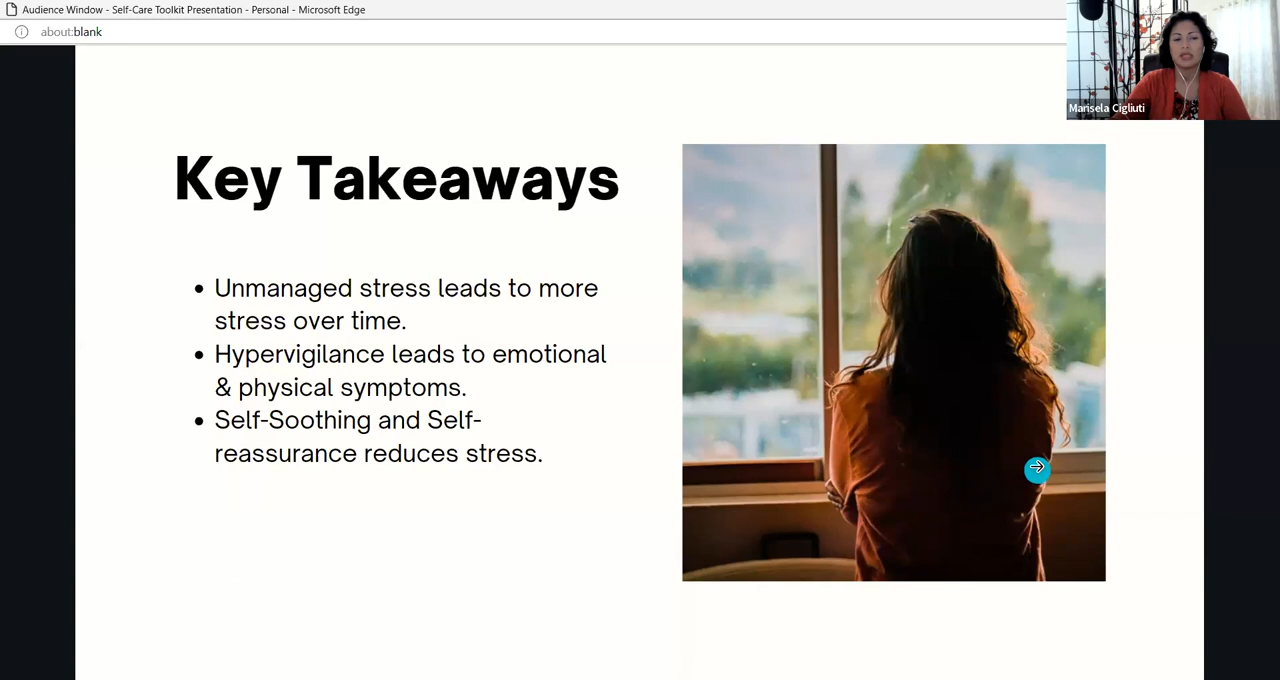 Audience Window - Self-Care Toolkit Presentation - Personal - Microsoft Edge
about:blank
Marisela Cigliuti
Key Takeaways
• Unmanaged stress leads to more
stress over time.
• Hypervigilance leads to emotional
& physical symptoms.
• Self-Soothing and Self-
reassurance reduces stress.